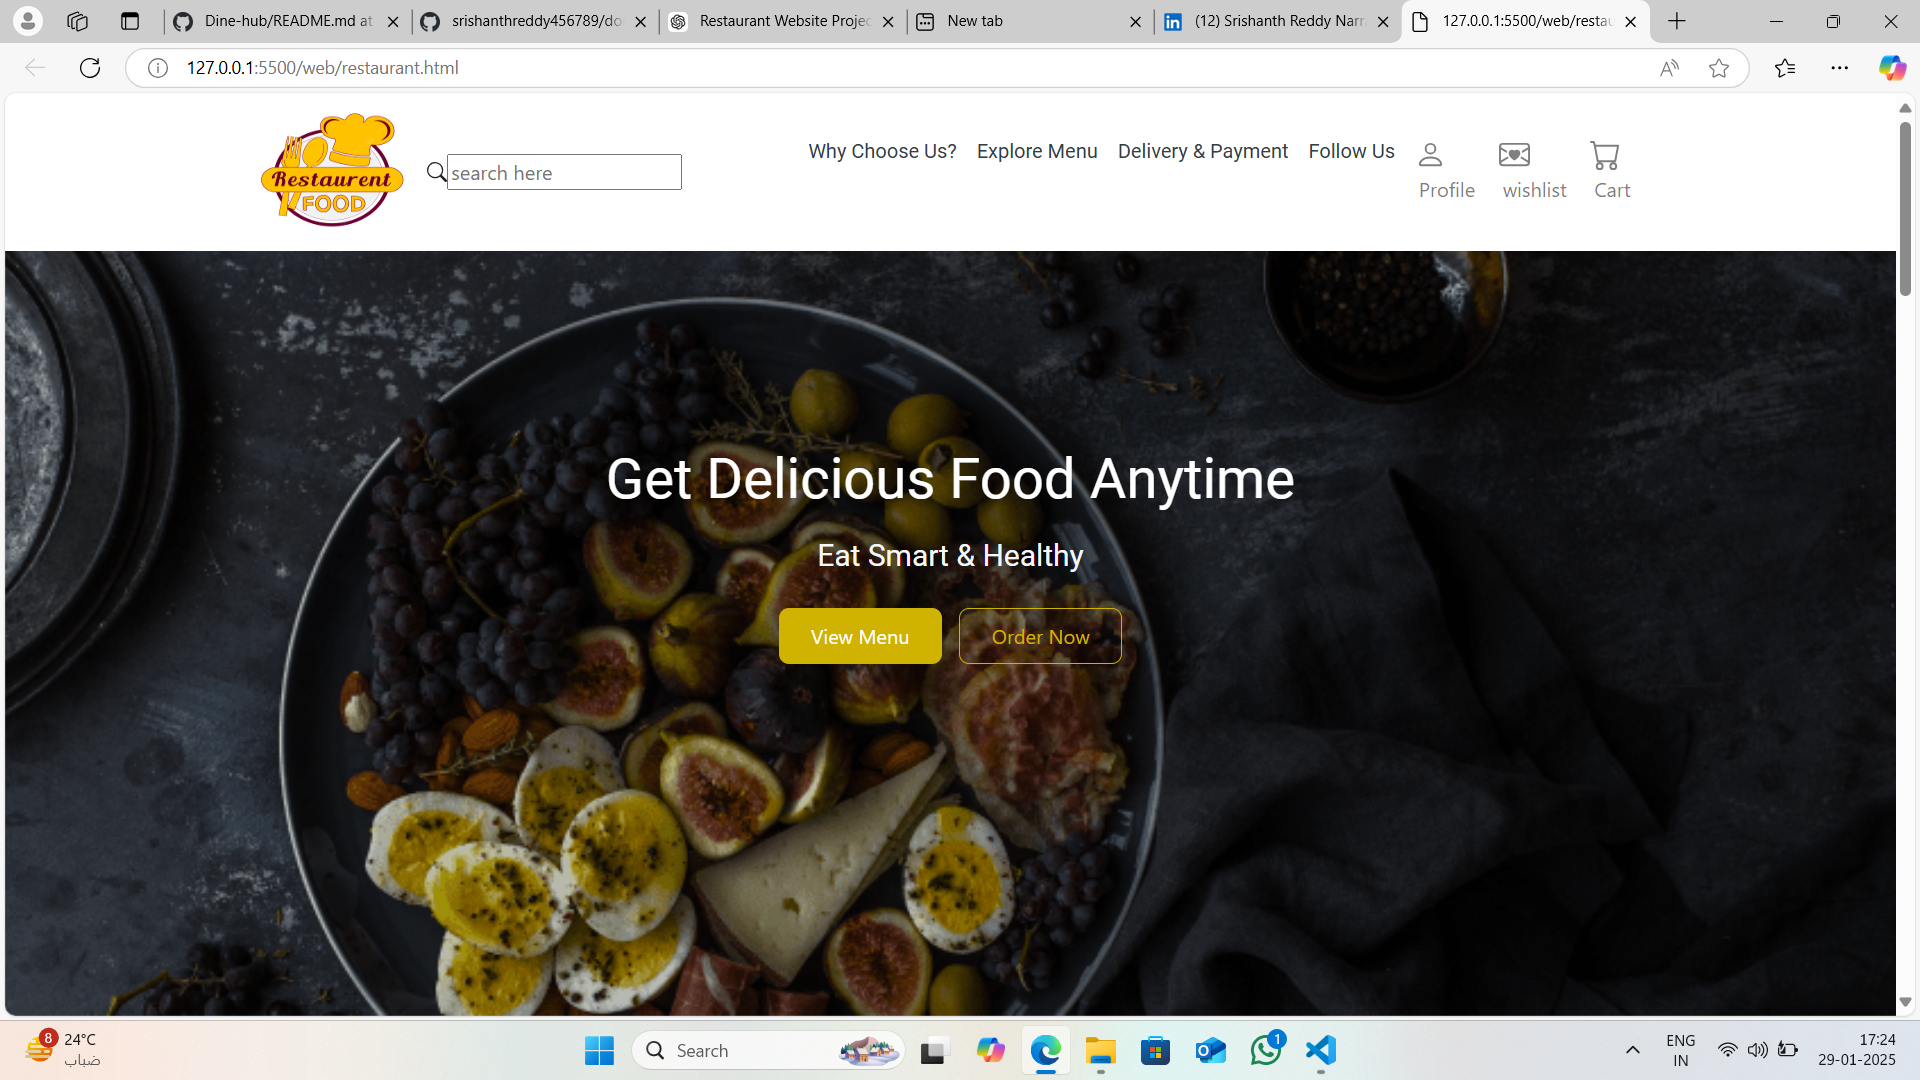 Dine-hub/README.md at
srishanthreddy456789/do
Restaurant Website Projec
New tab
(12) Srishanth Reddy Narr
127.0.0.1:5500/web/restau
127.0.0.1:5500/web/restaurant.html
Restaurent
FOOD
search here
Why Choose Us?
Explore Menu
Delivery & Payment
Follow Us
Profile
wishlist
Cart
Get Delicious Food Anytime
Eat Smart & Healthy
View Menu
Order Now
8
24°C
ضباب
Search
1
ENG
IN
17:24
29-01-2025